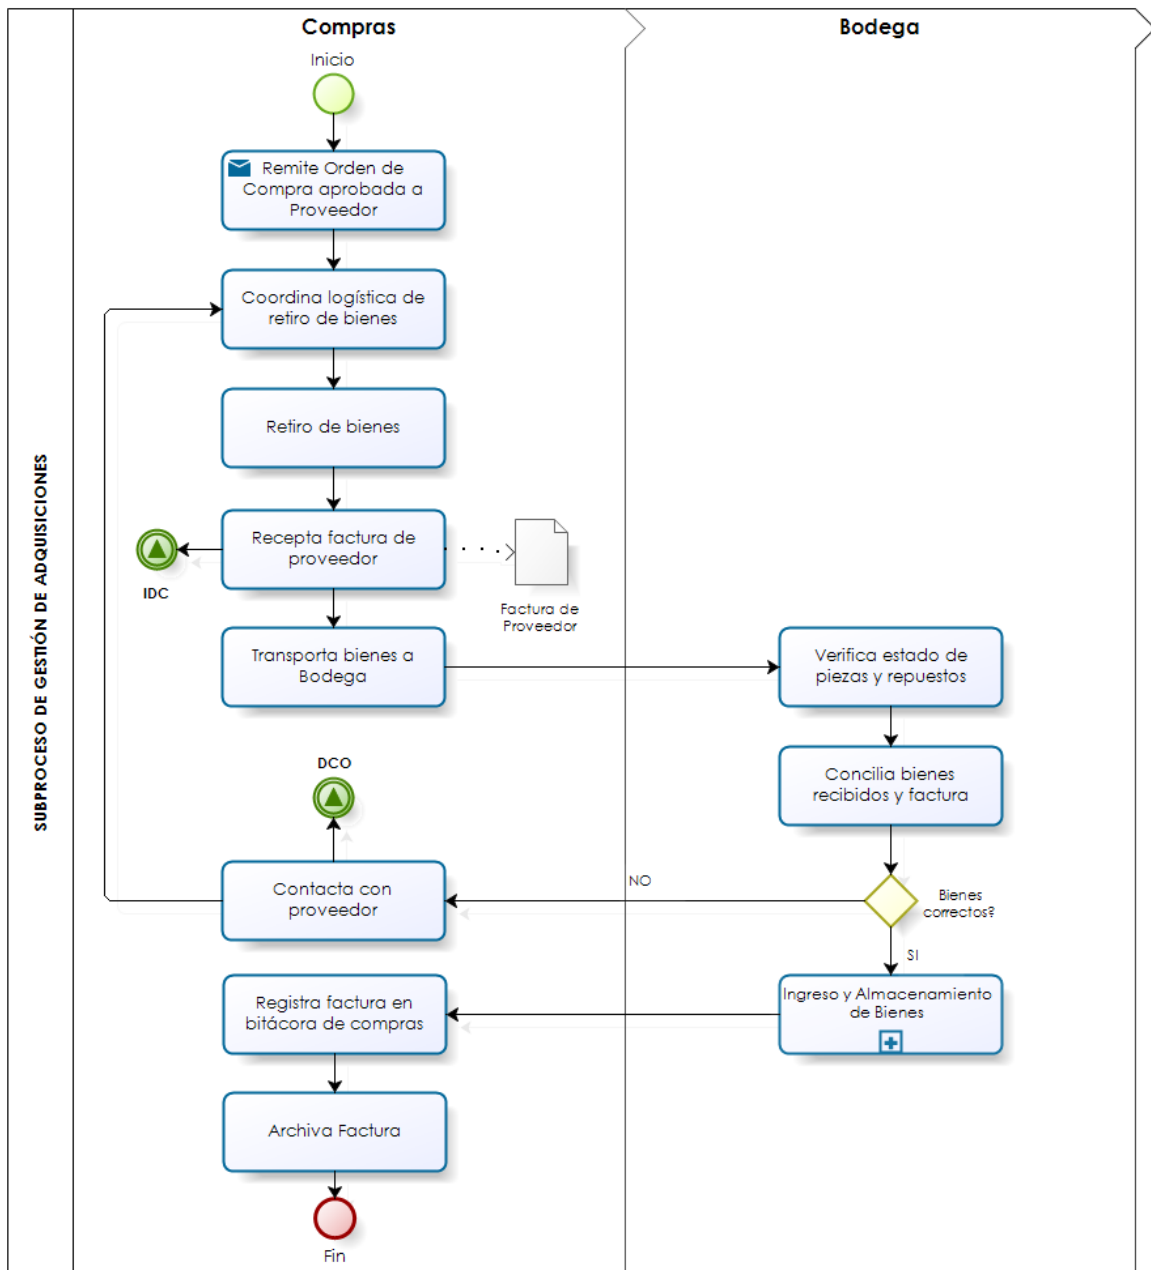 Compras
Bodega
SUBPROCESO DE GESTIÓN DE ADQUISICIONES
Inicio
Remite Orden de
Compra aprobada a
Proveedor
Coordina logística de
retiro de bienes
Retiro de bienes
Recepta factura de
proveedor
IDC
Factura de
Proveedor
Transporta bienes a
Bodega
Verifica estado de
piezas y repuestos
Concilia bienes
recibidos y factura
DCO
Contacta con
proveedor
NO
Bienes
correctos?
SI
Ingreso y Almacenamiento
de Bienes
Registra factura en
bitácora de compras
Archiva Factura
Fin